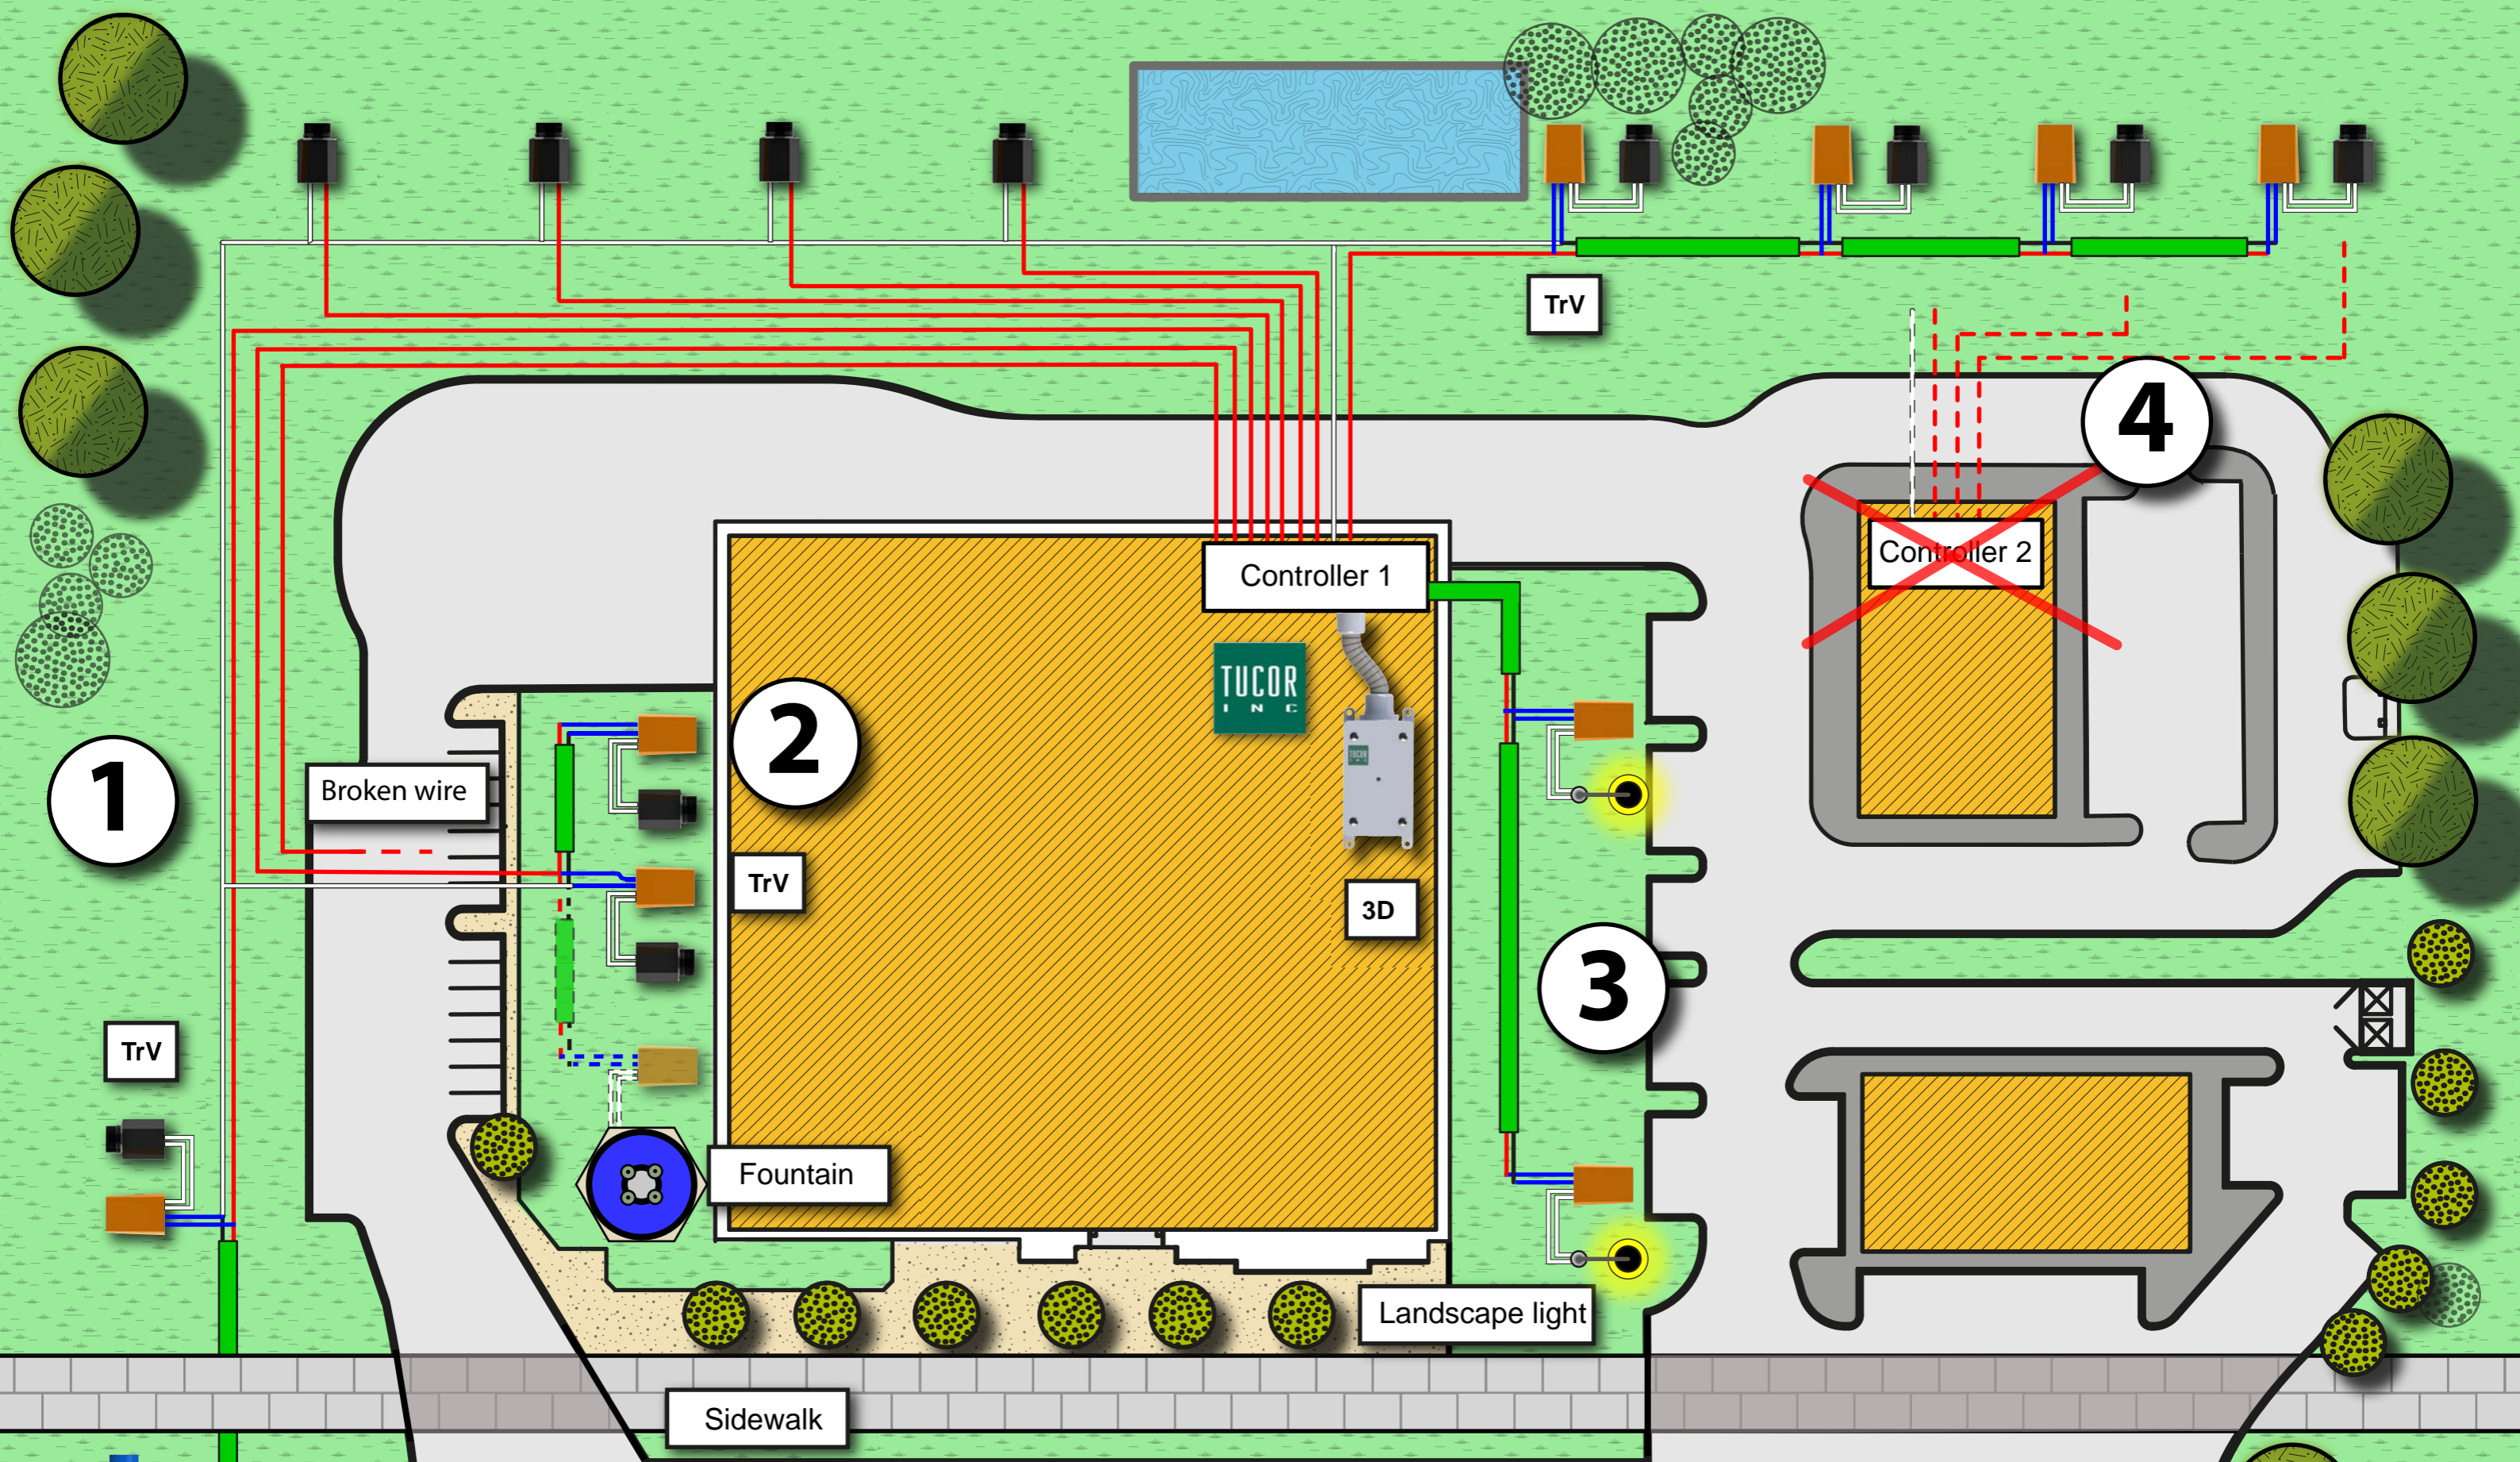 TrV
4
Controller 2
Controller 1
TUCOR
INC
2
1
Broken wire
TUCOR
TrV
3D
3
TrV
Fountain
Landscape light
Sidewalk